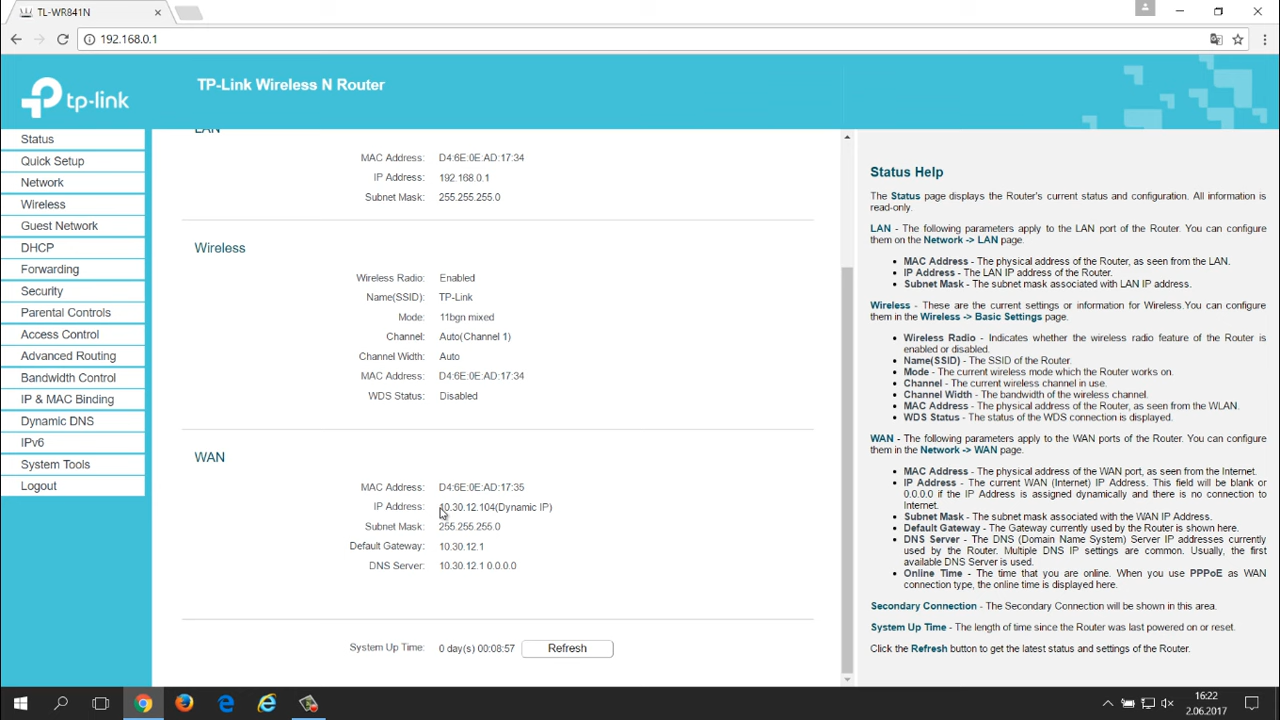 TL-WR841N
192.168.0.1
tp-link
TP-Link Wireless N Router
Status
Quick Setup
Network
Wireless
Guest Network
DHCP
Forwarding
Security
Parental Controls
Access Control
Advanced Routing
Bandwidth Control
IP & MAC Binding
Dynamic DNS
IPv6
System Tools
Logout
LAN
MAC Address: D4:6E:0E:AD:17:34
IP Address: 192.168.0.1
Subnet Mask: 255.255.255.0
Wireless
Wireless Radio: Enabled
Name(SSID): TP-Link
Mode: 11bgn mixed
Channel: Auto(Channel 1)
Channel Width: Auto
MAC Address: D4:6E:0E:AD:17:34
WDS Status: Disabled
WAN
MAC Address: D4:6E:0E:AD:17:35
IP Address: 10.30.12.104(Dynamic IP)
Subnet Mask: 255.255.255.0
Default Gateway: 10.30.12.1
DNS Server: 10.30.12.1 0.0.0.0
System Up Time: 0 day(s) 00:08:57 Refresh
Status Help
The Status page displays the Router's current status and configuration. All information is
read-only.
LAN - The following parameters apply to the LAN port of the Router. You can configure
them on the Network -> LAN page.
• MAC Address - The physical address of the Router, as seen from the LAN.
• IP Address - The LAN IP address of the Router.
• Subnet Mask - The subnet mask associated with LAN IP address.
Wireless - These are the current settings or information for Wireless.You can configure
them in the Wireless -> Basic Settings page.
• Wireless Radio - Indicates whether the wireless radio feature of the Router is
enabled or disabled.
• Name(SSID) - The SSID of the Router.
• Mode - The current wireless mode which the Router works on.
• Channel - The current wireless channel in use.
• Channel Width - The bandwidth of the wireless channel.
• MAC Address - The physical address of the Router, as seen from the WLAN.
• WDS Status - The status of the WDS connection is displayed.
WAN - The following parameters apply to the WAN ports of the Router. You can configure
them in the Network -> WAN page.
• MAC Address - The physical address of the WAN port, as seen from the Internet.
• IP Address - The current WAN (Internet) IP Address. This field will be blank or
0.0.0.0 if the IP Address is assigned dynamically and there is no connection to
Internet.
• Subnet Mask - The subnet mask associated with the WAN IP Address.
• Default Gateway - The Gateway currently used by the Router is shown here.
• DNS Server - The DNS (Domain Name System) Server IP addresses currently
used by the Router. Multiple DNS IP settings are common. Usually, the first
available DNS Server is used.
• Online Time - The time that you are online. When you use PPPoE as WAN
connection type, the online time is displayed here.
Secondary Connection - The Secondary Connection will be shown in this area.
System Up Time - The length of time since the Router was last powered on or reset.
Click the Refresh button to get the latest status and settings of the Router.
16:22
2.06.2017